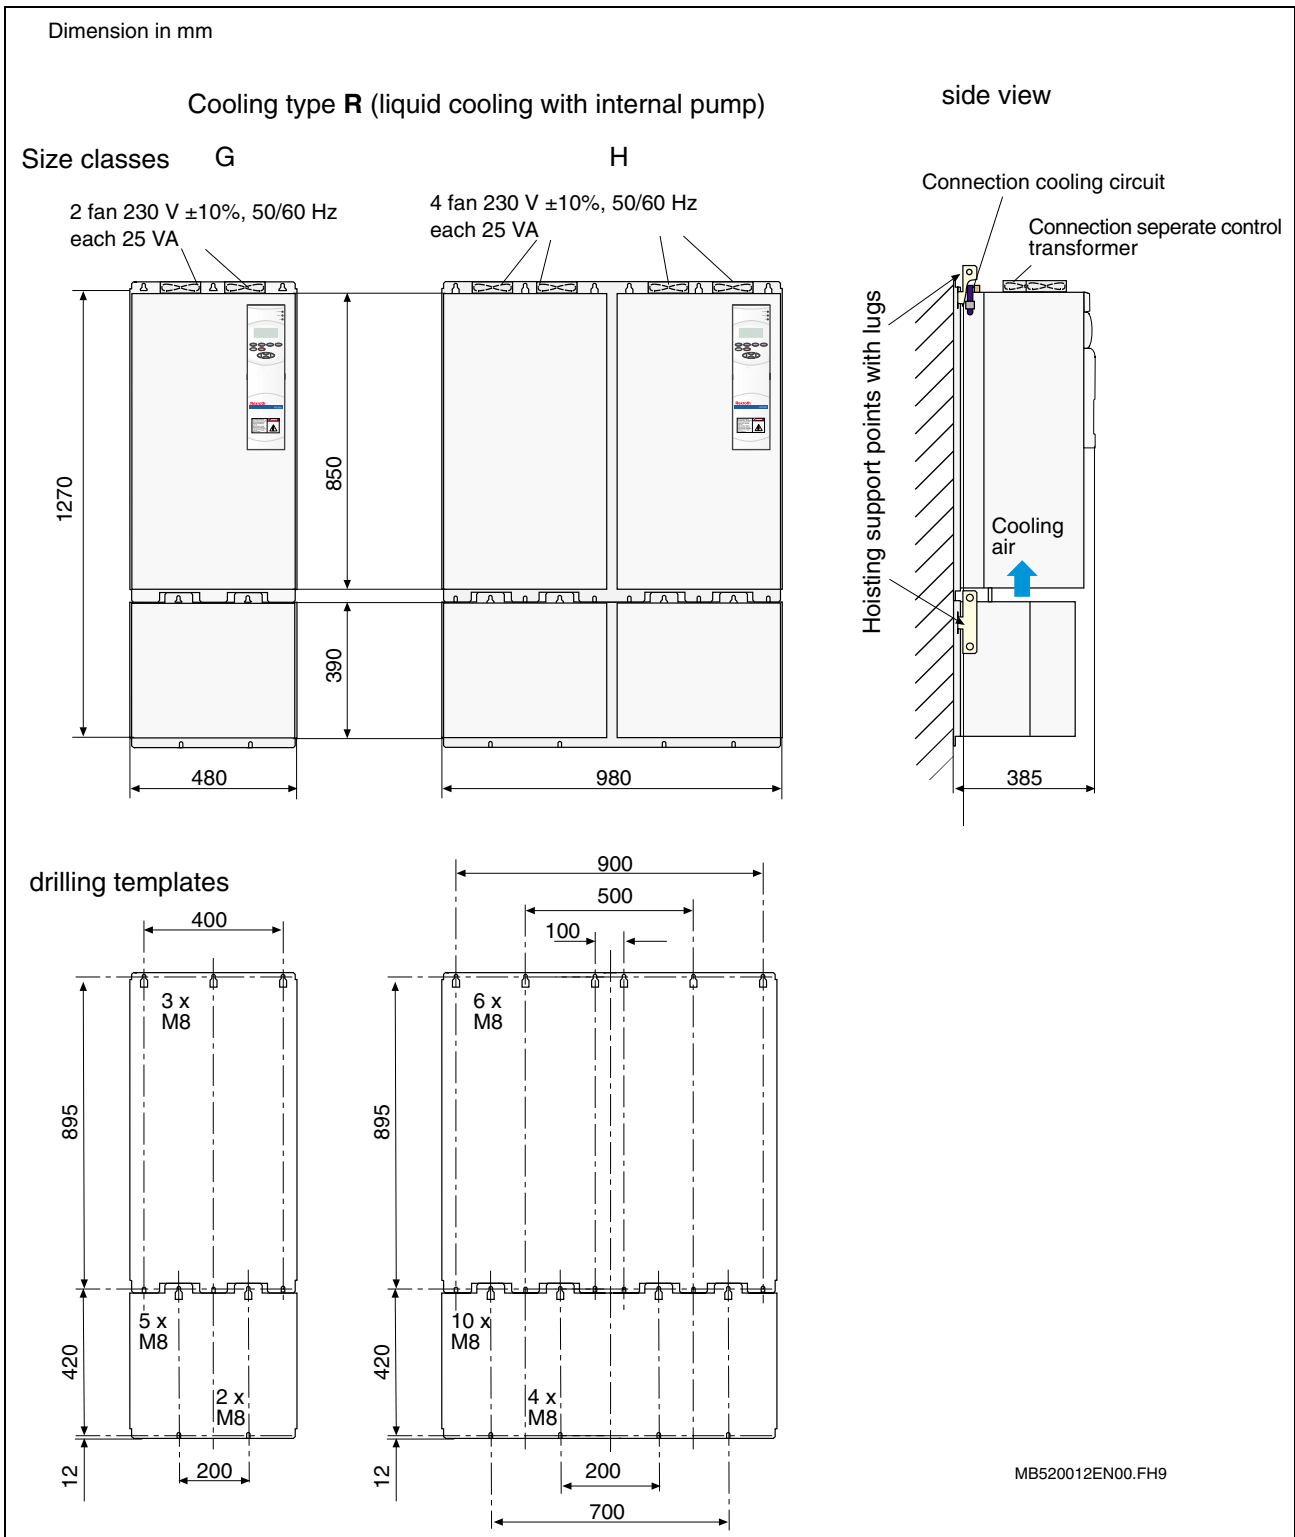 Dimension in mm
Cooling type R (liquid cooling with internal pump)
side view
Size classes G H
2 fan 230 V ±10%, 50/60 Hz
each 25 VA
4 fan 230 V ±10%, 50/60 Hz
each 25 VA
Connection cooling circuit
Connection seperate control
transformer
Hoisting support points with lugs
Rexroth
Rexroth
1270
850
390
Cooling
air
480
980
385
drilling templates
400
900
500
100
3 x
M8
6 x
M8
895
895
5 x
M8
10 x
M8
420
420
2 x
M8
4 x
M8
12
200
12
200
700
MB520012EN00.FH9